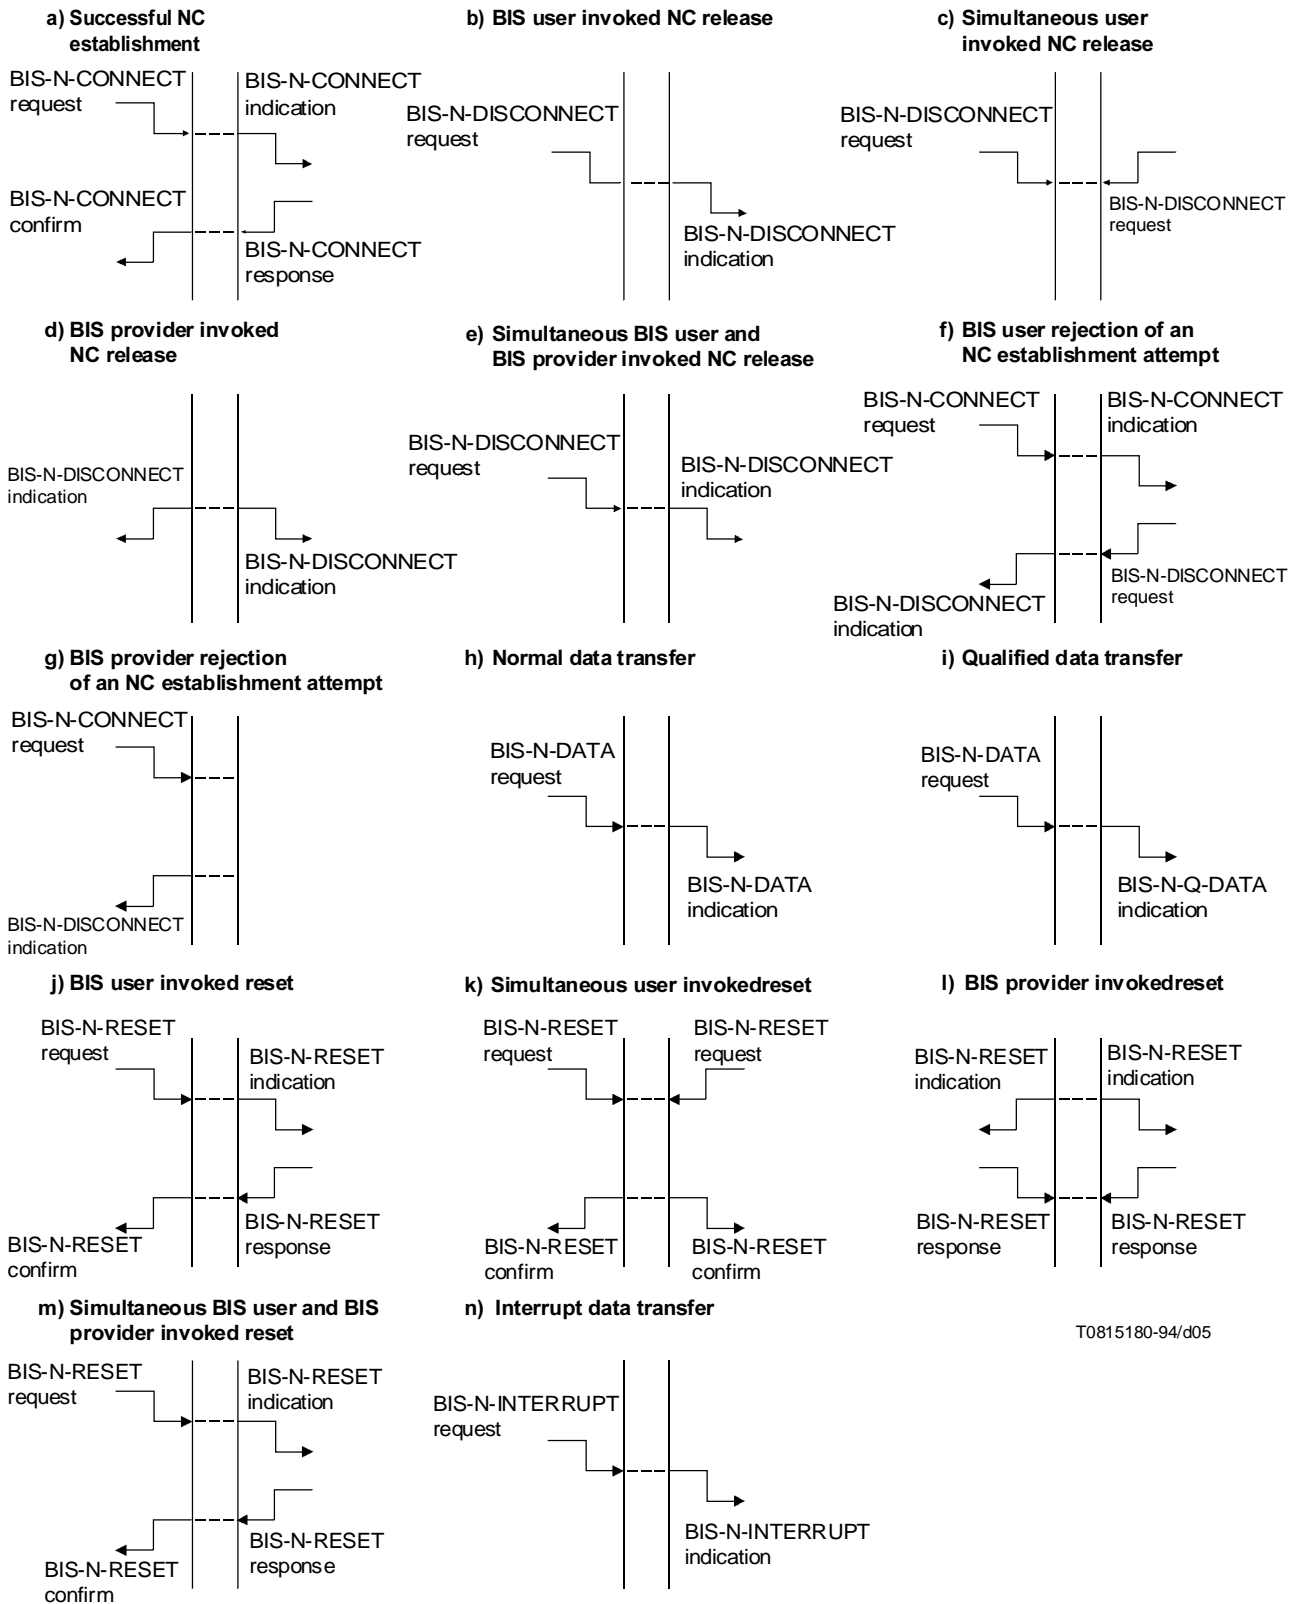 a) Successful NC
establishment
BIS-N-CONNECT
request
BIS-N-CONNECT
indication
BIS-N-CONNECT
confirm
BIS-N-CONNECT
response
b) BIS user invoked NC release
BIS-N-DISCONNECT
request
BIS-N-DISCONNECT
indication
c) Simultaneous user
invoked NC release
BIS-N-DISCONNECT
request
BIS-N-DISCONNECT
request
d) BIS provider invoked
NC release
BIS-N-DISCONNECT
indication
BIS-N-DISCONNECT
indication
e) Simultaneous BIS user and
BIS provider invoked NC release
BIS-N-DISCONNECT
request
BIS-N-DISCONNECT
indication
f) BIS user rejection of an
NC establishment attempt
BIS-N-CONNECT
request
BIS-N-CONNECT
indication
BIS-N-DISCONNECT
indication
BIS-N-DISCONNECT
request
g) BIS provider rejection
of an NC establishment attempt
BIS-N-CONNECT
request
BIS-N-DISCONNECT
indication
h) Normal data transfer
BIS-N-DATA
request
BIS-N-DATA
indication
i) Qualified data transfer
BIS-N-DATA
request
BIS-N-Q-DATA
indication
j) BIS user invoked reset
BIS-N-RESET
request
BIS-N-RESET
indication
BIS-N-RESET
confirm
BIS-N-RESET
response
k) Simultaneous user invokedreset
BIS-N-RESET
request
BIS-N-RESET
request
BIS-N-RESET
confirm
BIS-N-RESET
confirm
l) BIS provider invokedreset
BIS-N-RESET
indication
BIS-N-RESET
indication
BIS-N-RESET
response
BIS-N-RESET
response
m) Simultaneous BIS user and BIS
provider invoked reset
BIS-N-RESET
request
BIS-N-RESET
indication
BIS-N-RESET
confirm
BIS-N-RESET
response
n) Interrupt data transfer
BIS-N-INTERRUPT
request
BIS-N-INTERRUPT
indication
T0815180-94/d05